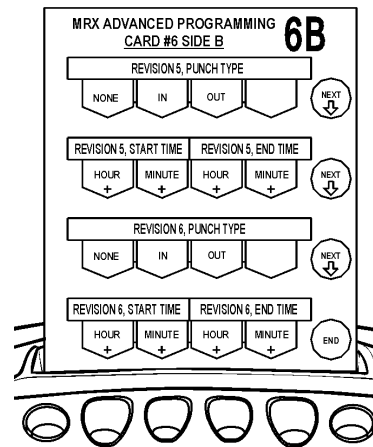 MRX ADVANCED PROGRAMMING
CARD #6 SIDE B
6B
REVISION 5, PUNCH TYPE
NONE IN OUT NEXT
REVISION 5, START TIME REVISION 5, END TIME
HOUR + MINUTE + HOUR + MINUTE + NEXT
REVISION 6, PUNCH TYPE
NONE IN OUT NEXT
REVISION 6, START TIME REVISION 6, END TIME
HOUR + MINUTE + HOUR + MINUTE + END